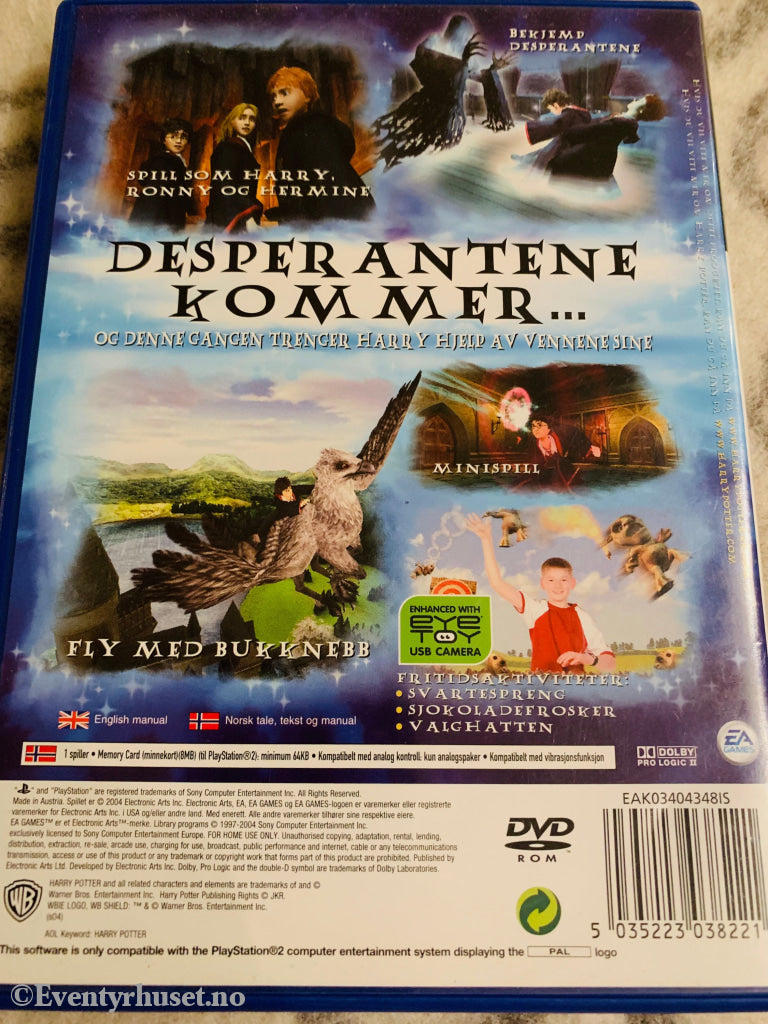 SPILL SOM HARRY,
RONNY OG HERMINE
BEKJEMP
DESPERANTENE
DESPERANTENE
KOMMER...
OG DENNE GANGEN TRENGER HARRY HJELP AV VENNENE SINE
MINISPILL
FLY MED BUKKNEBB
ENHANCED WITH
EYE
TOY
USB CAMERA
FRITIDSAKTIVITETER:
• SVARTESPRENG
• SJOKOLADEFROSKER
• VALGHATTEN
English manual
Norsk tale, tekst og manual
1 spiller • Memory Card (minnekort)(8MB) (til PlayStation®2): minimum 64KB • Kompatibelt med analog kontroll: kun analogspaker • Kompatibelt med vibrasjonsfunksjon
DOLBY
PRO LOGIC II
EA
GAMES
" and "PlayStation" are registered trademarks of Sony Computer Entertainment Inc. All Rights Reserved.
Made in Austria. Spillet er © 2004 Electronic Arts Inc. Electronic Arts, EA, EA GAMES og EA GAMES-logoen er varemerker eller registrerte
varemerker for Electronic Arts Inc. i USA og/eller andre land. Med enerett. Alle andre varemerker tilhører sine respektive eiere.
EA GAMES™ er et Electronic Arts™-merke. Library programs © 1997-2004 Sony Computer Entertainment Inc.
exclusively licensed to Sony Computer Entertainment Europe. FOR HOME USE ONLY. Unauthorised copying, adaptation, rental, lending,
distribution, extraction, re-sale, arcade use, charging for use, broadcast, public performance and internet, cable or any telecommunications
transmission, access or use of this product or any trademark or copyright work that forms part of this product are prohibited. Published by
Electronic Arts Ltd. Developed by Electronic Arts Inc. Dolby, Pro Logic and the double-D symbol are trademarks of Dolby Laboratories.
EAK03404348IS
DVD
ROM
WB
HARRY POTTER and all related characters and elements are trademarks of and ©
Warner Bros. Entertainment Inc. Harry Potter Publishing Rights © JKR.
WBIE LOGO, WB SHIELD: ™ & © Warner Bros. Entertainment Inc.
(s04)
AOL Keyword: HARRY POTTER
5 035223 038221
This software is only compatible with the PlayStation®2 computer entertainment system displaying the PAL logo
©Eventyrhuset.no